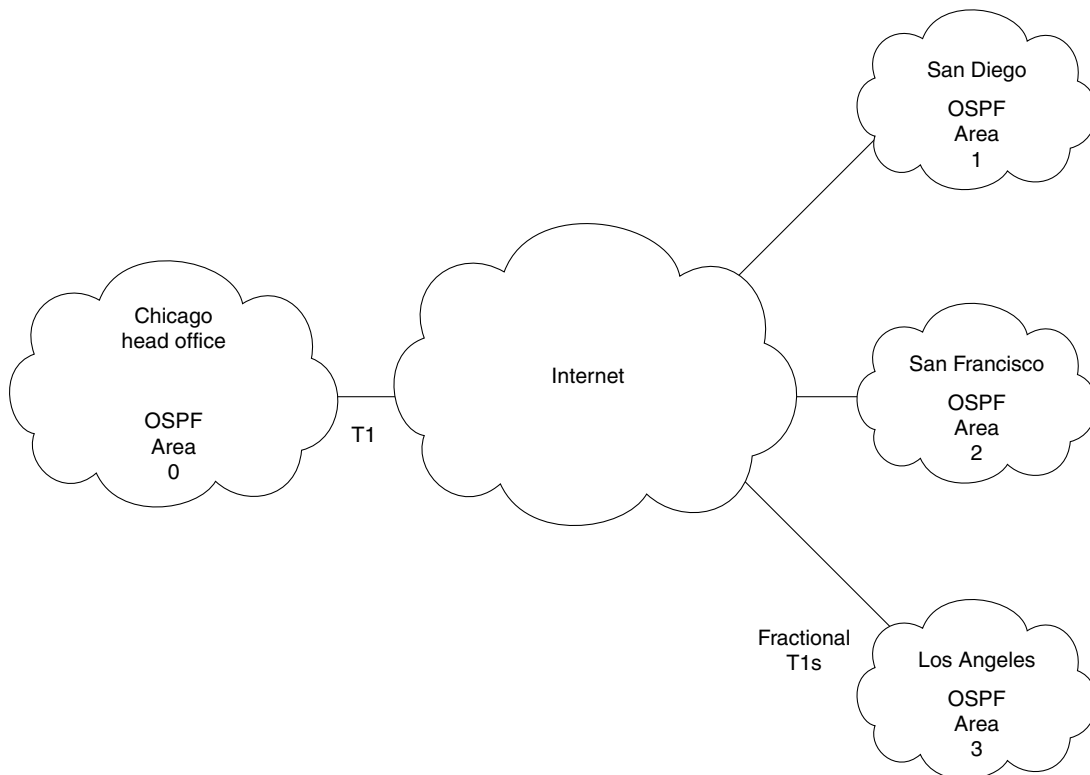 San Diego
OSPF
Area
1
Chicago
head office
OSPF
Area
0
T1
Internet
San Francisco
OSPF
Area
2
Fractional
T1s
Los Angeles
OSPF
Area
3